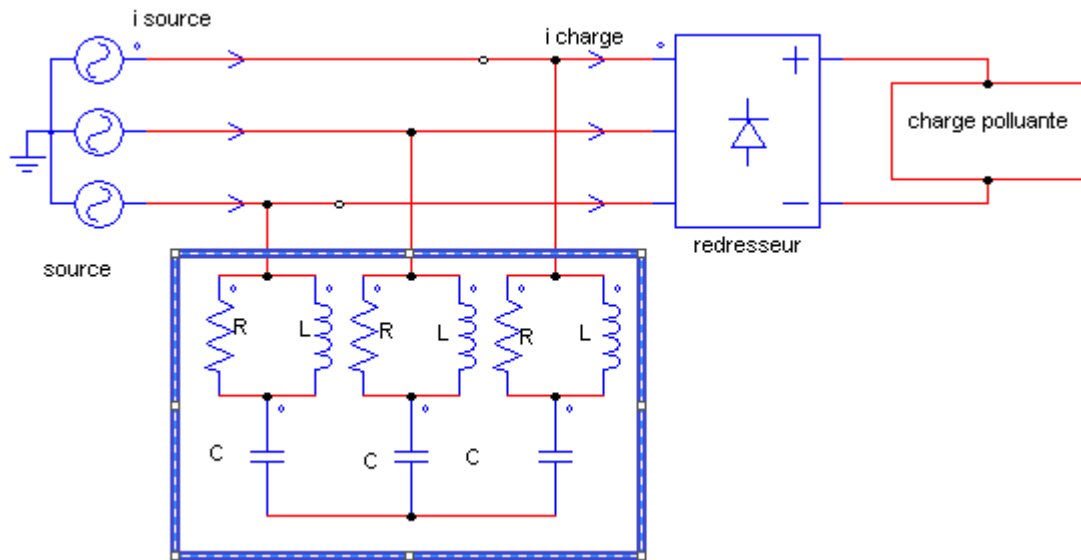 i source
i charge
charge polluante
redresseur
source
R
L
R
L
R
L
C
C
C